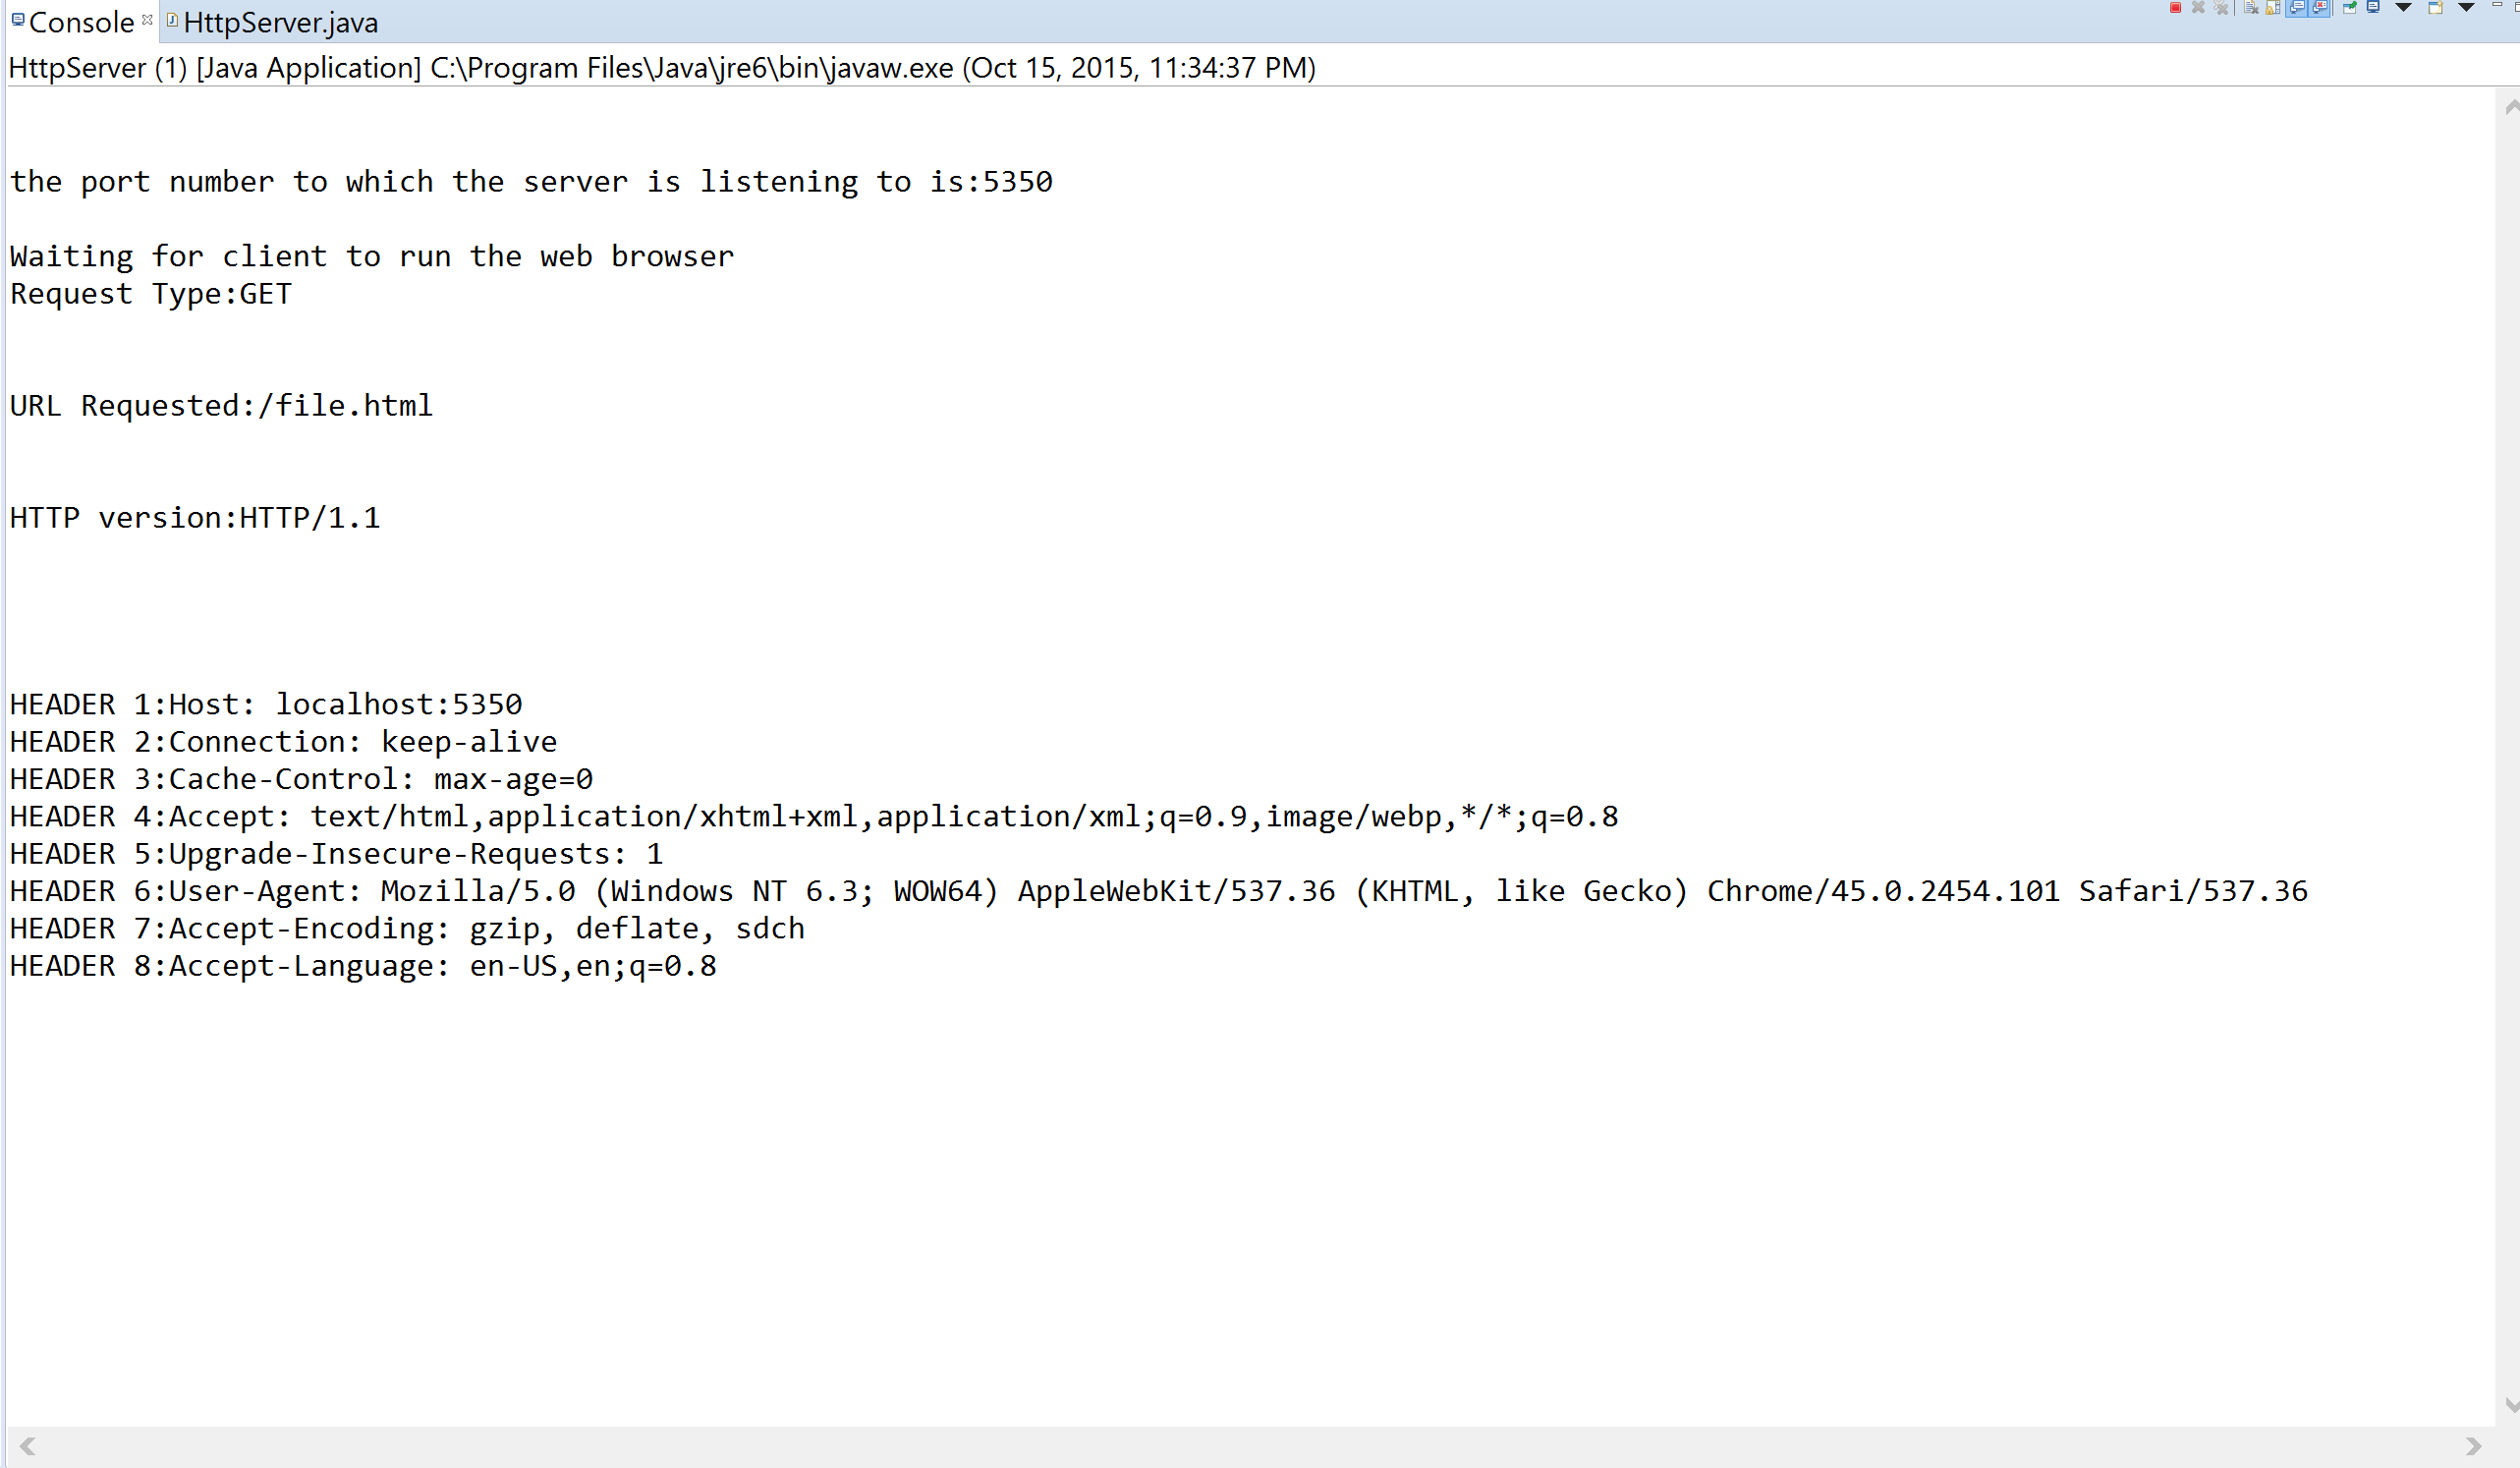 Console HttpServer.java
HttpServer (1) [Java Application] C:\Program Files\Java\jre6\bin\javaw.exe (Oct 15, 2015, 11:34:37 PM)
the port number to which the server is listening to is:5350
Waiting for client to run the web browser
Request Type:GET
URL Requested:/file.html
HTTP version:HTTP/1.1
HEADER 1:Host: localhost:5350
HEADER 2:Connection: keep-alive
HEADER 3:Cache-Control: max-age=0
HEADER 4:Accept: text/html,application/xhtml+xml,application/xml;q=0.9,image/webp,*/*;q=0.8
HEADER 5:Upgrade-Insecure-Requests: 1
HEADER 6:User-Agent: Mozilla/5.0 (Windows NT 6.3; WOW64) AppleWebKit/537.36 (KHTML, like Gecko) Chrome/45.0.2454.101 Safari/537.36
HEADER 7:Accept-Encoding: gzip, deflate, sdch
HEADER 8:Accept-Language: en-US,en;q=0.8